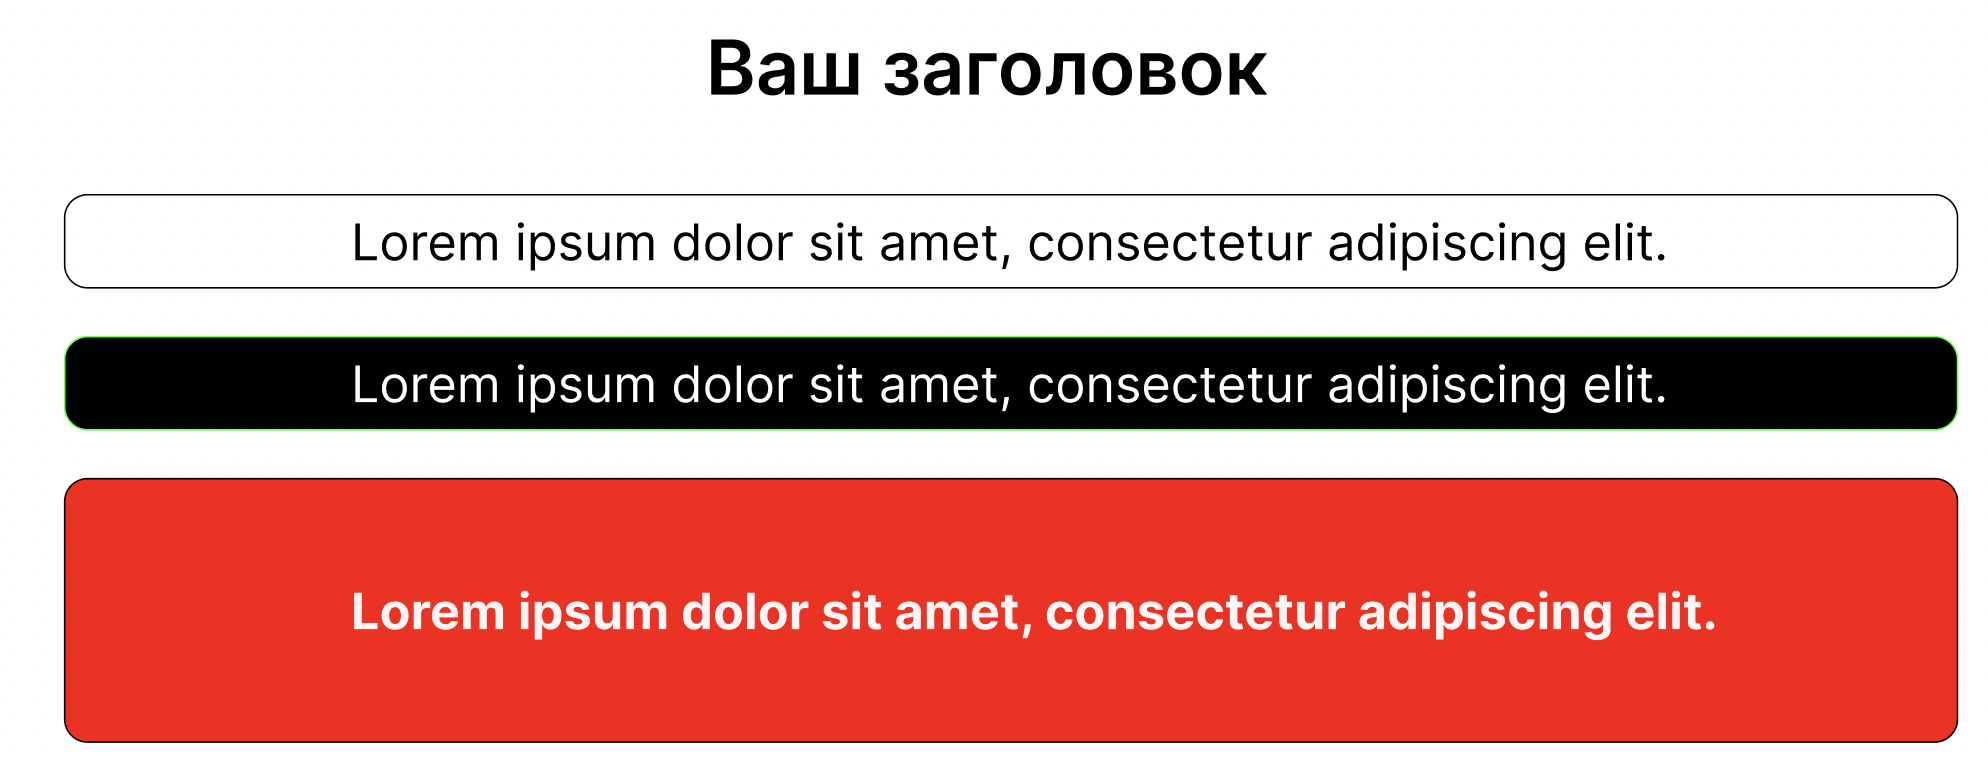 Ваш заголовок
Lorem ipsum dolor sit amet, consectetur adipiscing elit.
Lorem ipsum dolor sit amet, consectetur adipiscing elit.
Lorem ipsum dolor sit amet, consectetur adipiscing elit.